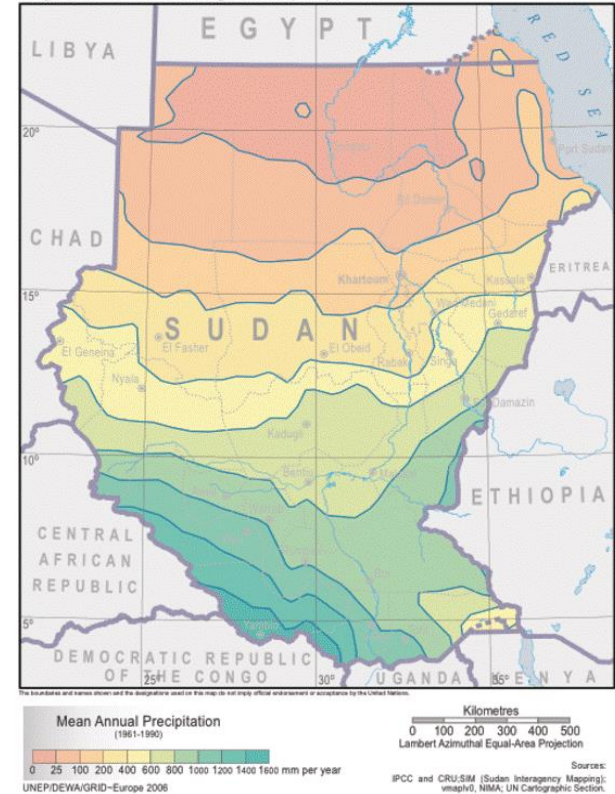 EGYPT
LIBYA
RED SEA
20°
Port Sudan
Ed Damer
CHAD
ERITREA
Khartoum
Kassala
15°
Wad Medani
Gedaref
SUDAN
El Geneina
El Fasher
El Obeid
Rabak
Singa
Nyala
Ed Damazin
Kadugli
10°
Bentiu
Malakal
ETHIOPIA
CENTRAL
AFRICAN
REPUBLIC
Bor
5°
Yambio
DEMOCRATIC REPUBLIC
OF THE CONGO
UGANDA
KENYA
25°
30°
35°
The boundaries and names shown and the designations used on this map do not imply official endorsement or acceptance by the United Nations.
Mean Annual Precipitation
(1961-1990)
0 25 100 200 400 600 800 1000 1200 1400 1600 mm per year
UNEP/DEWA/GRID~Europe 2006
Kilometres
0 100 200 300 400 500
Lambert Azimuthal Equal-Area Projection
Sources:
IPCC and CRU;SIM (Sudan Interagency Mapping);
vmaplv0, NIMA; UN Cartographic Section.